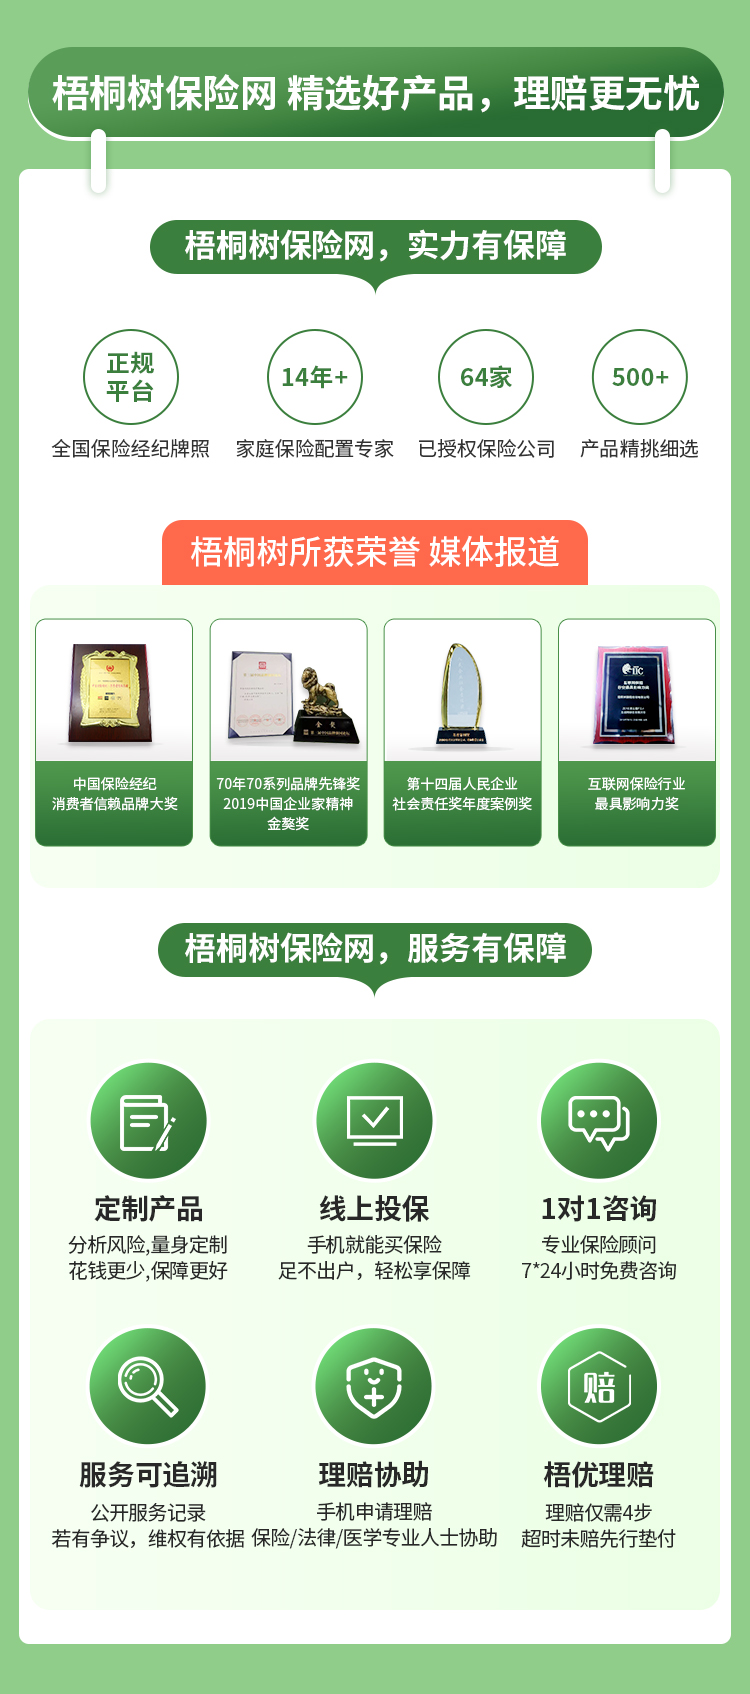 梧桐树保险网 精选好产品，理赔更无忧
梧桐树保险网，实力有保障
正规
平台
14年+
64家
500+
全国保险经纪牌照
家庭保险配置专家
已授权保险公司
产品精挑细选
梧桐树所获荣誉 媒体报道
中国保险经纪
消费者信赖品牌大奖
70年70系列品牌先锋奖
2019中国企业家精神
金獒奖
第十四届人民企业
社会责任奖年度案例奖
互联网保险行业
最具影响力奖
梧桐树保险网，服务有保障
定制产品
分析风险,量身定制
花钱更少,保障更好
线上投保
手机就能买保险
足不出户，轻松享保障
1对1咨询
专业保险顾问
7*24小时免费咨询
赔
服务可追溯
公开服务记录
若有争议，维权有依据
理赔协助
手机申请理赔
保险/法律/医学专业人士协助
梧优理赔
理赔仅需4步
超时未赔先行垫付